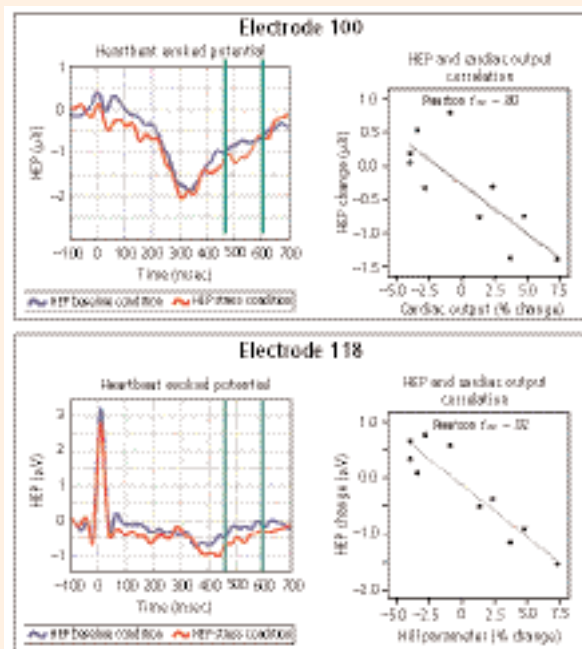 Electrode 100
Heartbeat evoked potential
HEP (µV)
1
0
−1
−2
−100 0 100 200 300 400 500 600 700
Time (msec)
HEP baseline condition HEP stress condition
HEP and cardiac output
correlation
Pearson
HEP change (µV)
1.0
0.5
0.0
−0.5
−1.0
−1.5
−5.0 −2.5 0 2.5 5.0 7.5
Cardiac output (% change)
Electrode 118
Heartbeat evoked potential
HEP (µV)
3
2
1
0
−1
−100 0 100 200 300 400 500 600 700
Time (msec)
HEP baseline condition HEP stress condition
HEP and cardiac output
correlation
Pearson
HEP change (µV)
1.0
0.0
−1.0
−2.0
−5.0 −2.5 0 2.5 5.0 7.5
Hill parameter (% change)